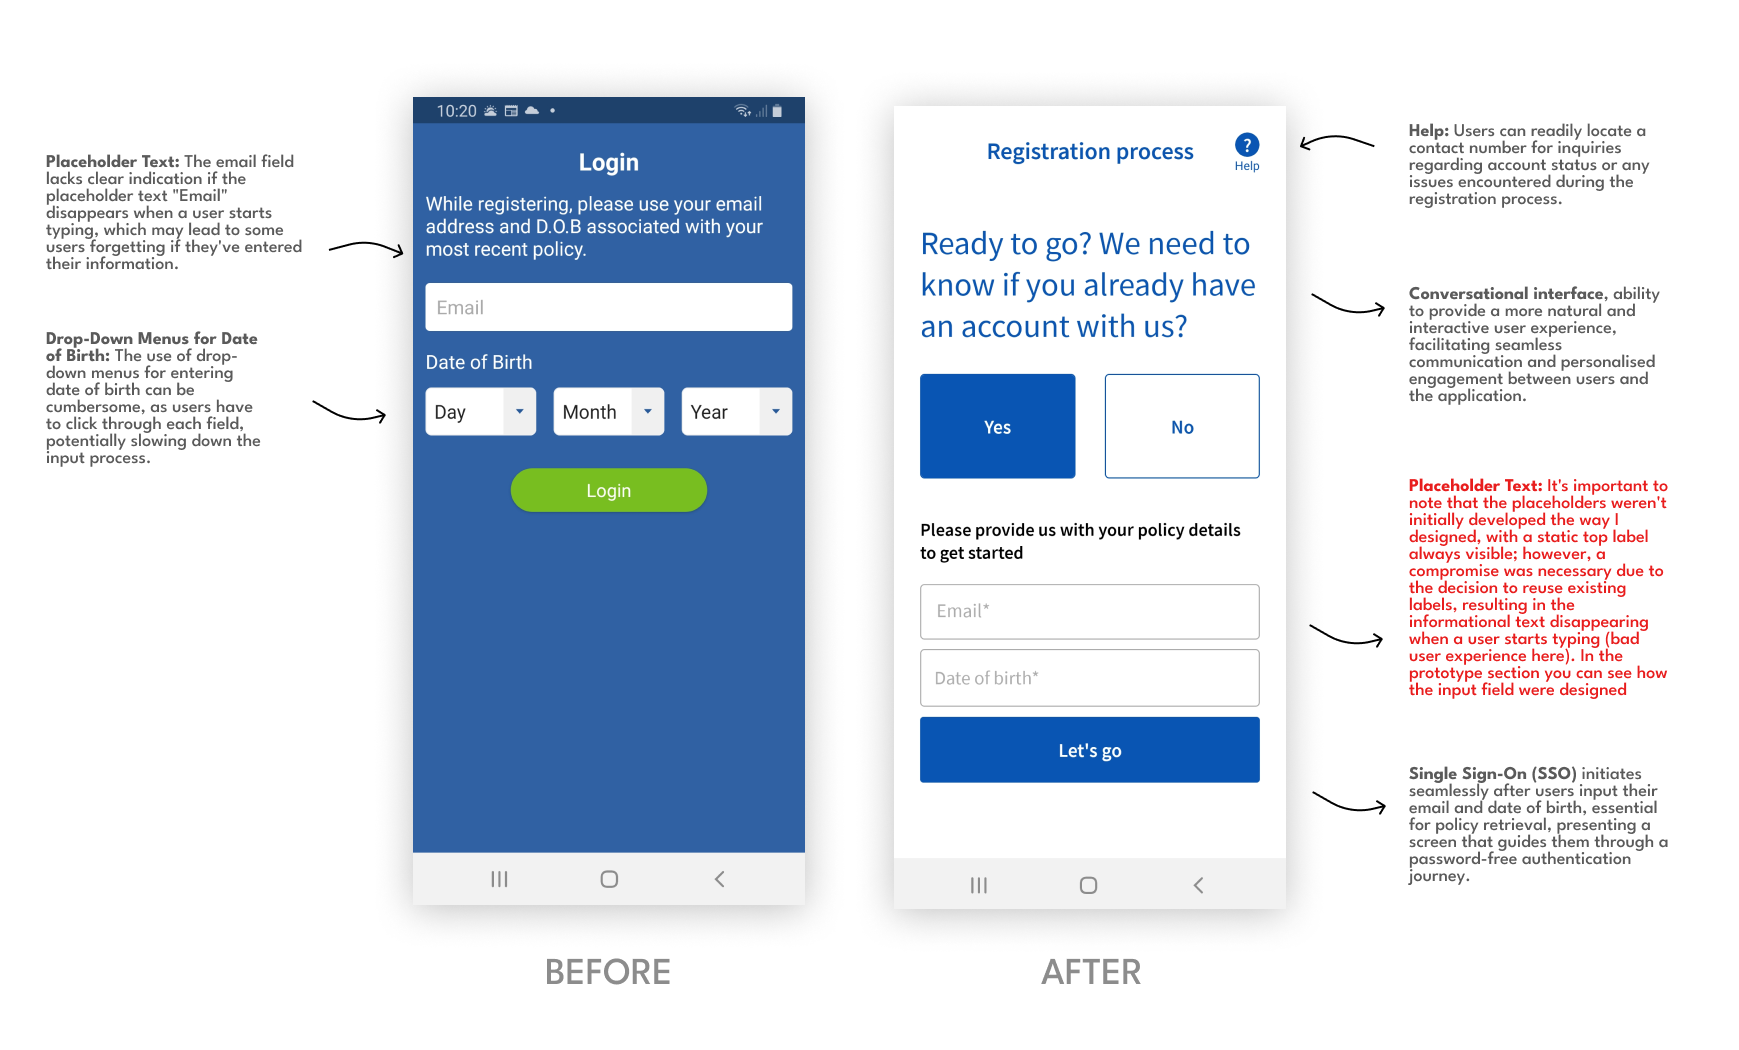 Placeholder Text: The email field
lacks clear indication if the
placeholder text "Email"
disappears when a user starts
typing, which may lead to some
users forgetting if they've entered
their information.
Drop-Down Menus for Date
of Birth: The use of drop-
down menus for entering
date of birth can be
cumbersome, as users have
to click through each field,
potentially slowing down the
input process.
10:20
Login
While registering, please use your email
address and D.O.B associated with your
most recent policy.
Email
Date of Birth
Day Month Year
Login
BEFORE
Registration process
?
Help
Ready to go? We need to
know if you already have
an account with us?
Yes No
Please provide us with your policy details
to get started
Email*
Date of birth*
Let's go
AFTER
Help: Users can readily locate a
contact number for inquiries
regarding account status or any
issues encountered during the
registration process.
Conversational interface, ability
to provide a more natural and
interactive user experience,
facilitating seamless
communication and personalised
engagement between users and
the application.
Placeholder Text: It's important to
note that the placeholders weren't
initially developed the way I
designed, with a static top label
always visible; however, a
compromise was necessary due to
the decision to reuse existing
labels, resulting in the
informational text disappearing
when a user starts typing (bad
user experience here). In the
prototype section you can see how
the input field were designed
Single Sign-On (SSO) initiates
seamlessly after users input their
email and date of birth, essential
for policy retrieval, presenting a
screen that guides them through a
password-free authentication
journey.